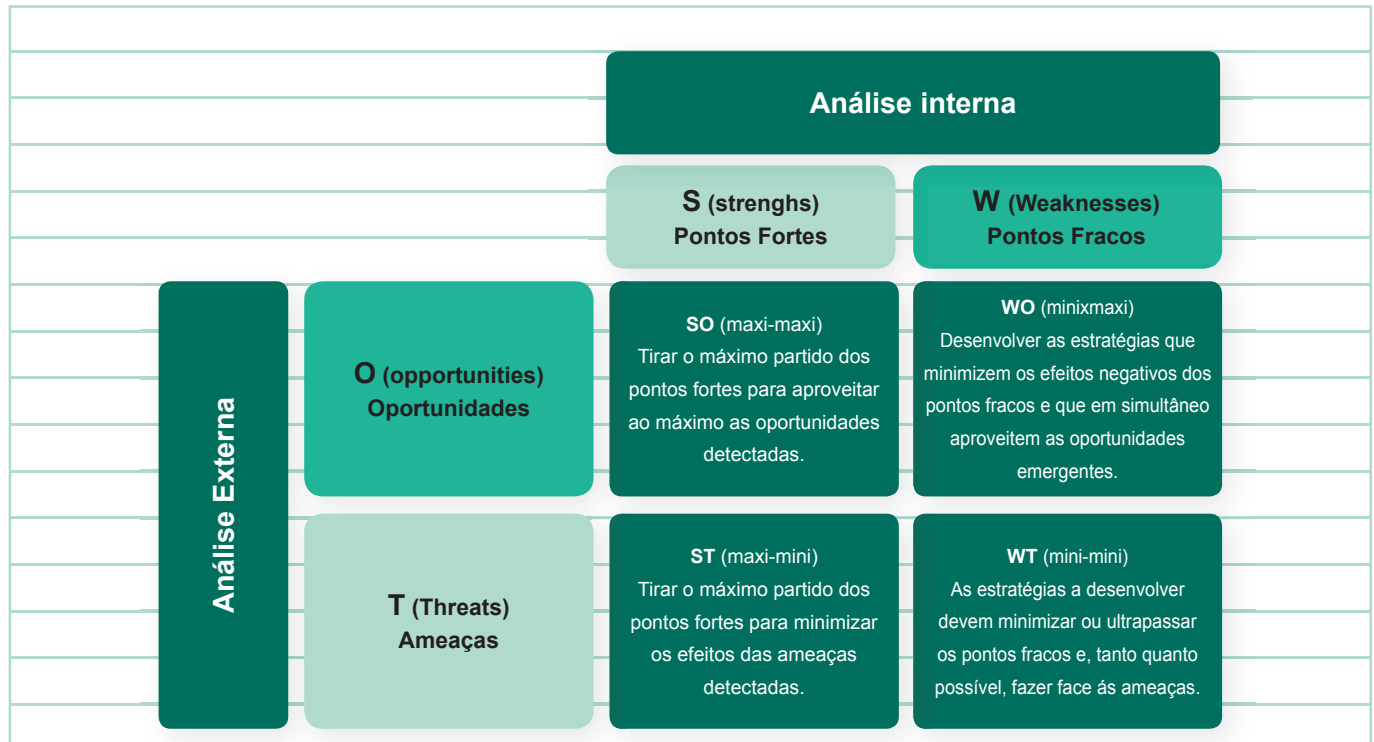 Análise interna
S (strenghs)
Pontos Fortes
W (Weaknesses)
Pontos Fracos
Análise Externa
O (opportunities)
Oportunidades
SO (maxi-maxi)
Tirar o máximo partido dos
pontos fortes para aproveitar
ao máximo as oportunidades
detectadas.
WO (minixmaxi)
Desenvolver as estratégias que
minimizem os efeitos negativos dos
pontos fracos e que em simultâneo
aproveitem as oportunidades
emergentes.
T (Threats)
Ameaças
ST (maxi-mini)
Tirar o máximo partido dos
pontos fortes para minimizar
os efeitos das ameaças
detectadas.
WT (mini-mini)
As estratégias a desenvolver
devem minimizar ou ultrapassar
os pontos fracos e, tanto quanto
possível, fazer face ás ameaças.